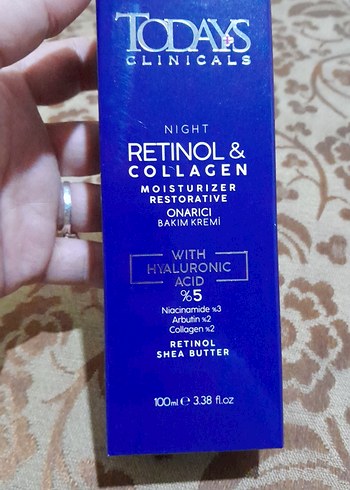 TODAY'S
CLINICALS
NIGHT
RETINOL &
COLLAGEN
MOISTURIZER
RESTORATIVE
ONARICI
BAKIM KREMİ
WITH
HYALURONIC
ACID
%5
Niacinamide %3
Arbutin %2
Collagen %2
RETINOL
SHEA BUTTER
100ml ℮ 3.38 fl.oz